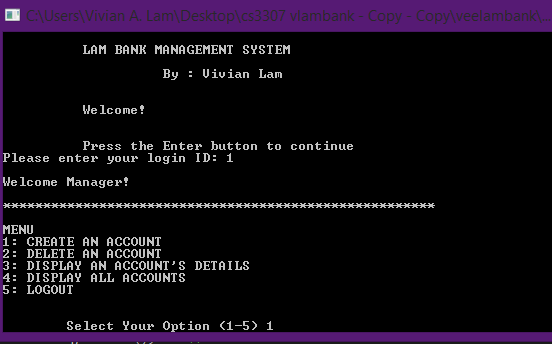 C:\Users\Vivian A. Lam\Desktop\cs3307 vlambank - Copy - Copy\veelambank\...
LAM BANK MANAGEMENT SYSTEM
By : Vivian Lam
Welcome!
Press the Enter button to continue
Please enter your login ID: 1
Welcome Manager!
******************************************************
MENU
1: CREATE AN ACCOUNT
2: DELETE AN ACCOUNT
3: DISPLAY AN ACCOUNT'S DETAILS
4: DISPLAY ALL ACCOUNTS
5: LOGOUT
Select Your Option (1-5) 1